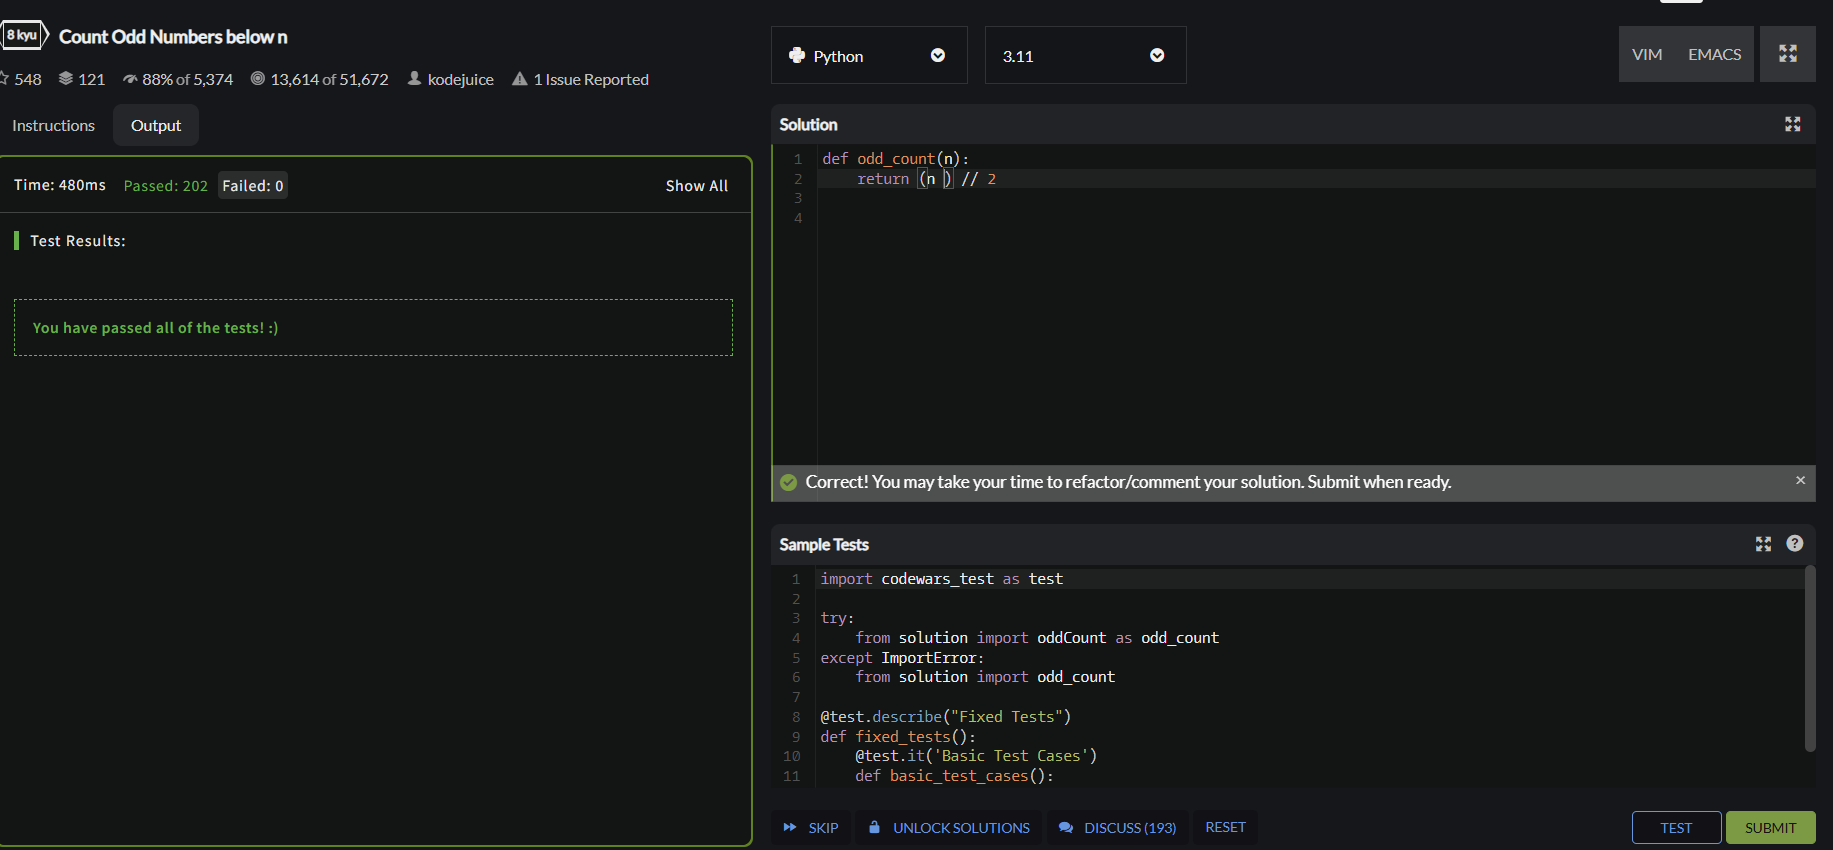 8 kyu Count Odd Numbers below n
548 121 88% of 5,374 13,614 of 51,672 kodejuice 1 Issue Reported
Instructions Output
Time: 480ms Passed: 202 Failed: 0 Show All
Test Results:
You have passed all of the tests! :)
Python 3.11 VIM EMACS
Solution
1 def odd_count(n):
2     return (n ) // 2
3
4
Correct! You may take your time to refactor/comment your solution. Submit when ready. ×
Sample Tests ?
1 import codewars_test as test
2
3 try:
4     from solution import oddCount as odd_count
5 except ImportError:
6     from solution import odd_count
7
8 @test.describe("Fixed Tests")
9 def fixed_tests():
10     @test.it('Basic Test Cases')
11     def basic_test_cases():
SKIP UNLOCK SOLUTIONS DISCUSS (193) RESET TEST SUBMIT